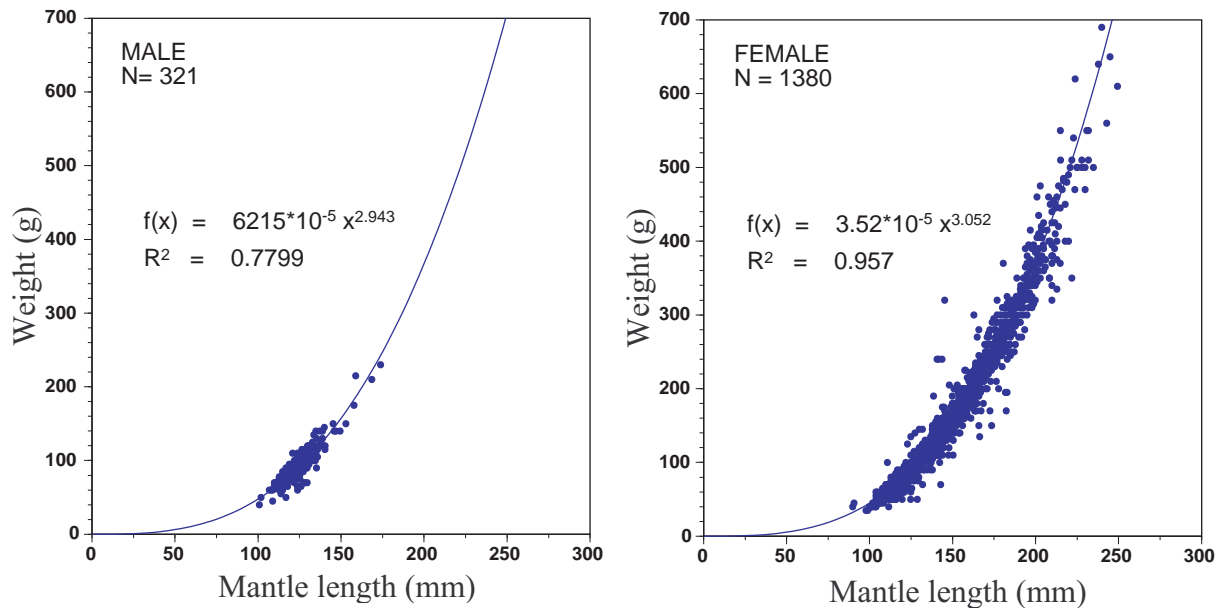 700
600
500
400
300
200
100
0
Weight (g)
MALE
N= 321
f(x) = 6215*10-5 x2.943
R2 = 0.7799
0 50 100 150 200 250 300
Mantle length (mm)
700
600
500
400
300
200
100
0
Weight (g)
FEMALE
N = 1380
f(x) = 3.52*10-5 x3.052
R2 = 0.957
0 50 100 150 200 250 300
Mantle length (mm)